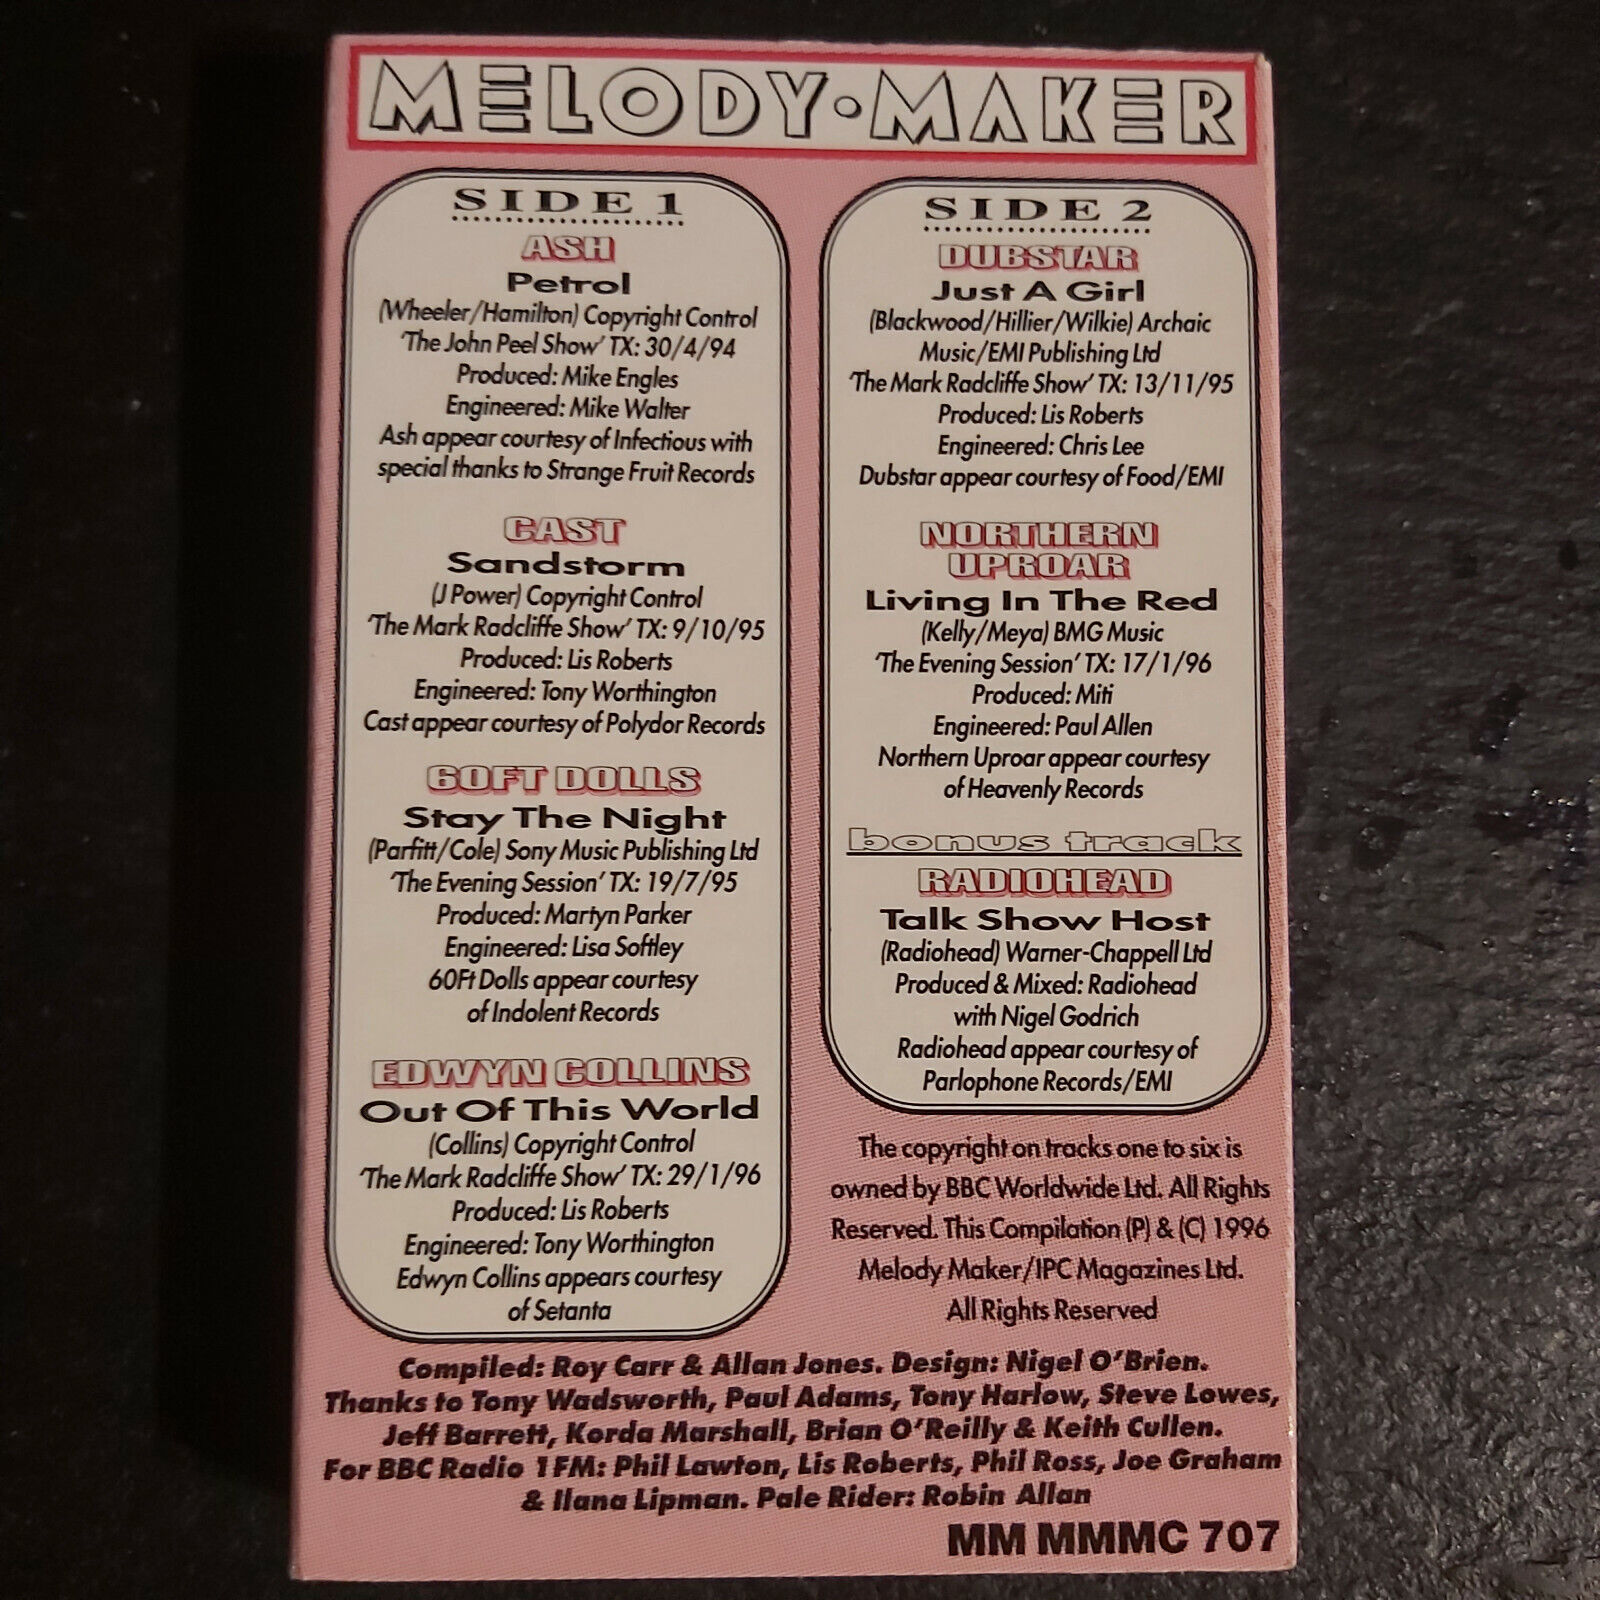 MELODY·MAKER
SIDE 1
ASH
Petrol
(Wheeler/Hamilton) Copyright Control
'The John Peel Show' TX: 30/4/94
Produced: Mike Engles
Engineered: Mike Walter
Ash appear courtesy of Infectious with
special thanks to Strange Fruit Records
CAST
Sandstorm
(J Power) Copyright Control
'The Mark Radcliffe Show' TX: 9/10/95
Produced: Lis Roberts
Engineered: Tony Worthington
Cast appear courtesy of Polydor Records
60FT DOLLS
Stay The Night
(Parfitt/Cole) Sony Music Publishing Ltd
'The Evening Session' TX: 19/7/95
Produced: Martyn Parker
Engineered: Lisa Softley
60Ft Dolls appear courtesy
of Indolent Records
EDWYN COLLINS
Out Of This World
(Collins) Copyright Control
'The Mark Radcliffe Show' TX: 29/1/96
Produced: Lis Roberts
Engineered: Tony Worthington
Edwyn Collins appears courtesy
of Setanta
SIDE 2
DUBSTAR
Just A Girl
(Blackwood/Hillier/Wilkie) Archaic
Music/EMI Publishing Ltd
'The Mark Radcliffe Show' TX: 13/11/95
Produced: Lis Roberts
Engineered: Chris Lee
Dubstar appear courtesy of Food/EMI
NORTHERN
UPROAR
Living In The Red
(Kelly/Meya) BMG Music
'The Evening Session' TX: 17/1/96
Produced: Miti
Engineered: Paul Allen
Northern Uproar appear courtesy
of Heavenly Records
bonus track
RADIOHEAD
Talk Show Host
(Radiohead) Warner-Chappell Ltd
Produced & Mixed: Radiohead
with Nigel Godrich
Radiohead appear courtesy of
Parlophone Records/EMI
The copyright on tracks one to six is
owned by BBC Worldwide Ltd. All Rights
Reserved. This Compilation (P) & (C) 1996
Melody Maker/IPC Magazines Ltd.
All Rights Reserved
Compiled: Roy Carr & Allan Jones. Design: Nigel O'Brien.
Thanks to Tony Wadsworth, Paul Adams, Tony Harlow, Steve Lowes,
Jeff Barrett, Korda Marshall, Brian O'Reilly & Keith Cullen.
For BBC Radio 1FM: Phil Lawton, Lis Roberts, Phil Ross, Joe Graham
& Ilana Lipman. Pale Rider: Robin Allan
MM MMMC 707